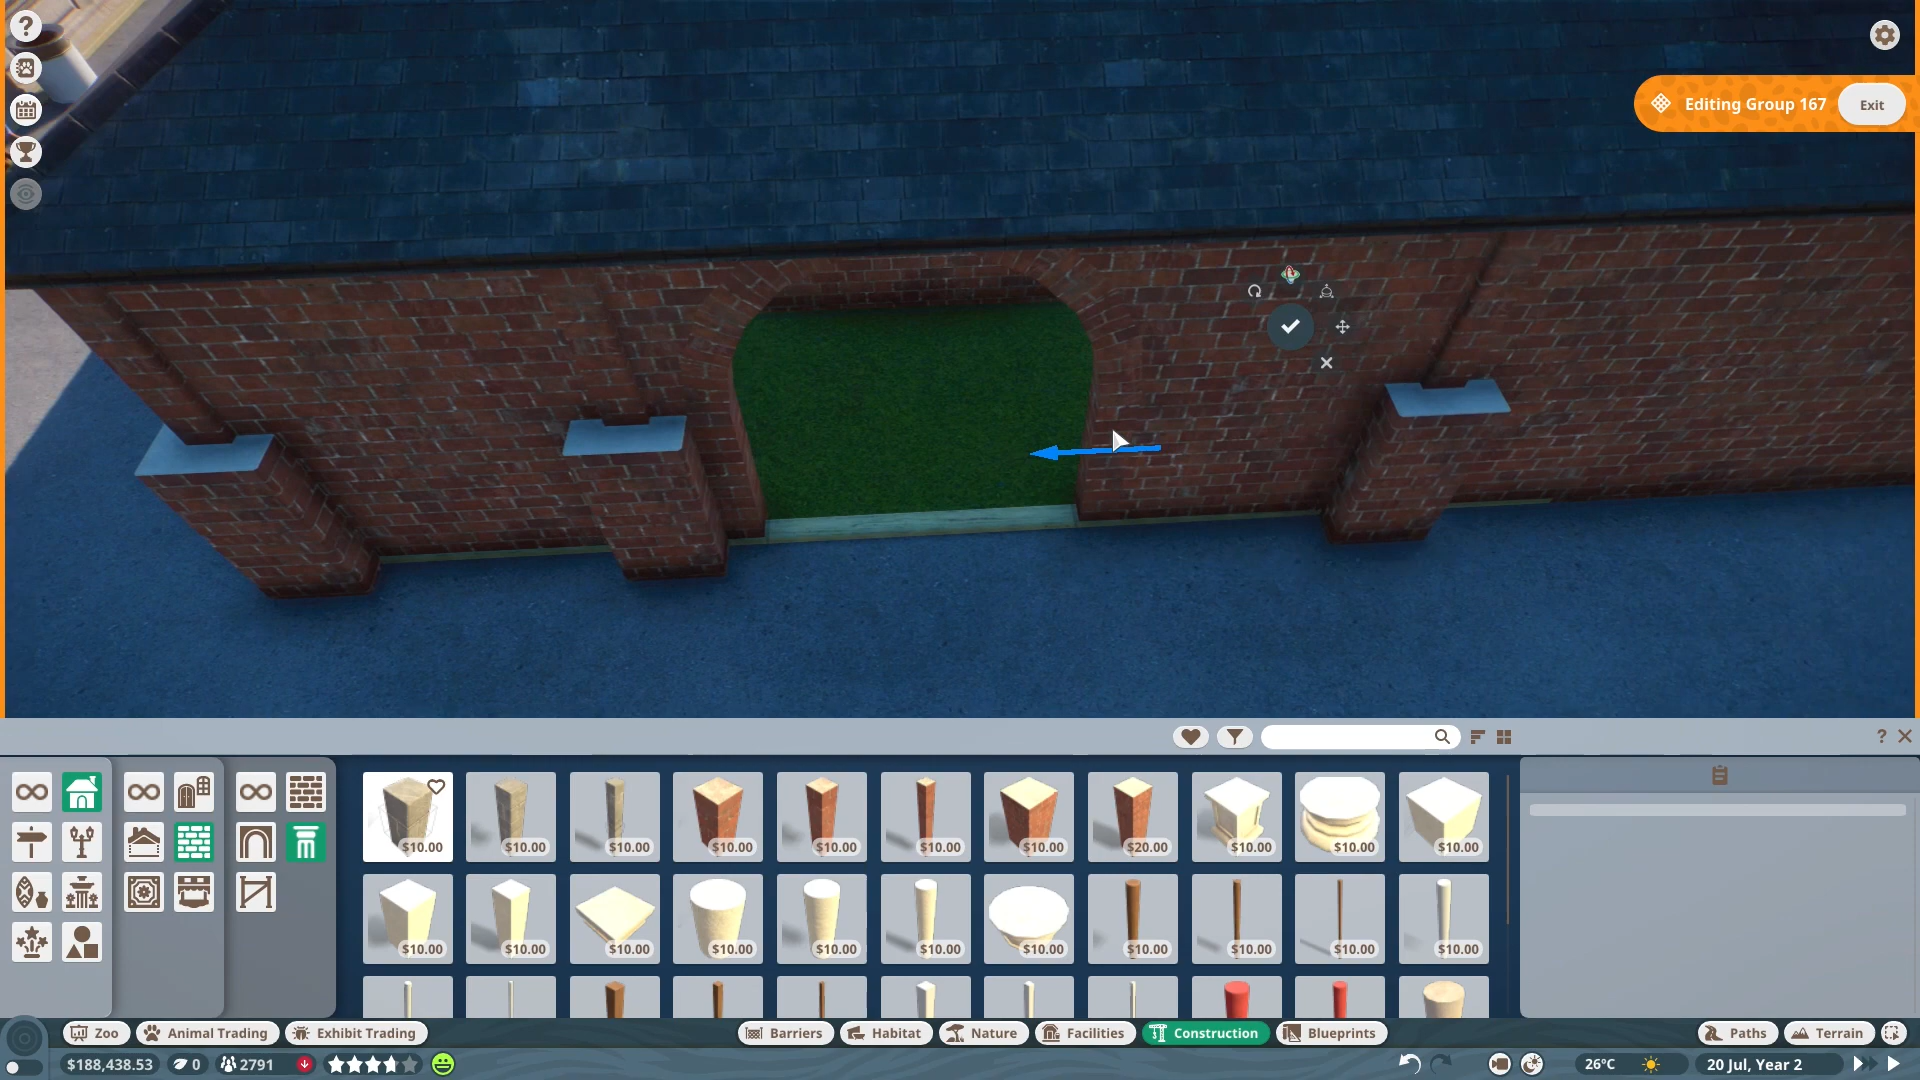 ?
Editing Group 167
Exit
?
$10.00
$10.00
$10.00
$10.00
$10.00
$10.00
$10.00
$20.00
$10.00
$10.00
$10.00
$10.00
$10.00
$10.00
$10.00
$10.00
$10.00
$10.00
$10.00
$10.00
$10.00
$10.00
Zoo
Animal Trading
Exhibit Trading
Barriers
Habitat
Nature
Facilities
Construction
Blueprints
Paths
Terrain
$188,438.53
0
2791
26°C
20 Jul, Year 2